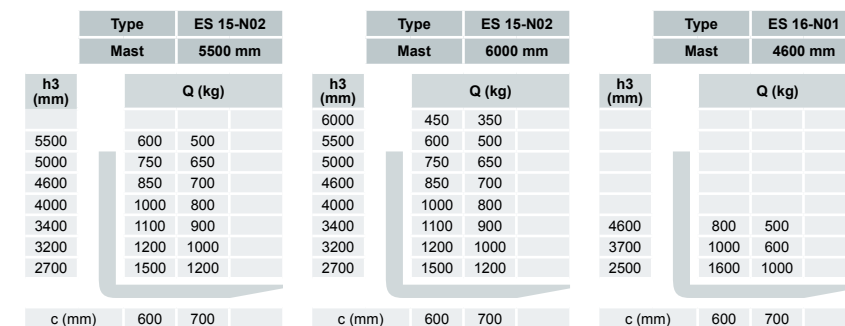 Type ES 15-N02
Mast 5500 mm
h3 (mm) Q (kg)
5500 600 500
5000 750 650
4600 850 700
4000 1000 800
3400 1100 900
3200 1200 1000
2700 1500 1200
c (mm) 600 700
Type ES 15-N02
Mast 6000 mm
h3 (mm) Q (kg)
6000 450 350
5500 600 500
5000 750 650
4600 850 700
4000 1000 800
3400 1100 900
3200 1200 1000
2700 1500 1200
c (mm) 600 700
Type ES 16-N01
Mast 4600 mm
h3 (mm) Q (kg)
4600 800 500
3700 1000 600
2500 1600 1000
c (mm) 600 700